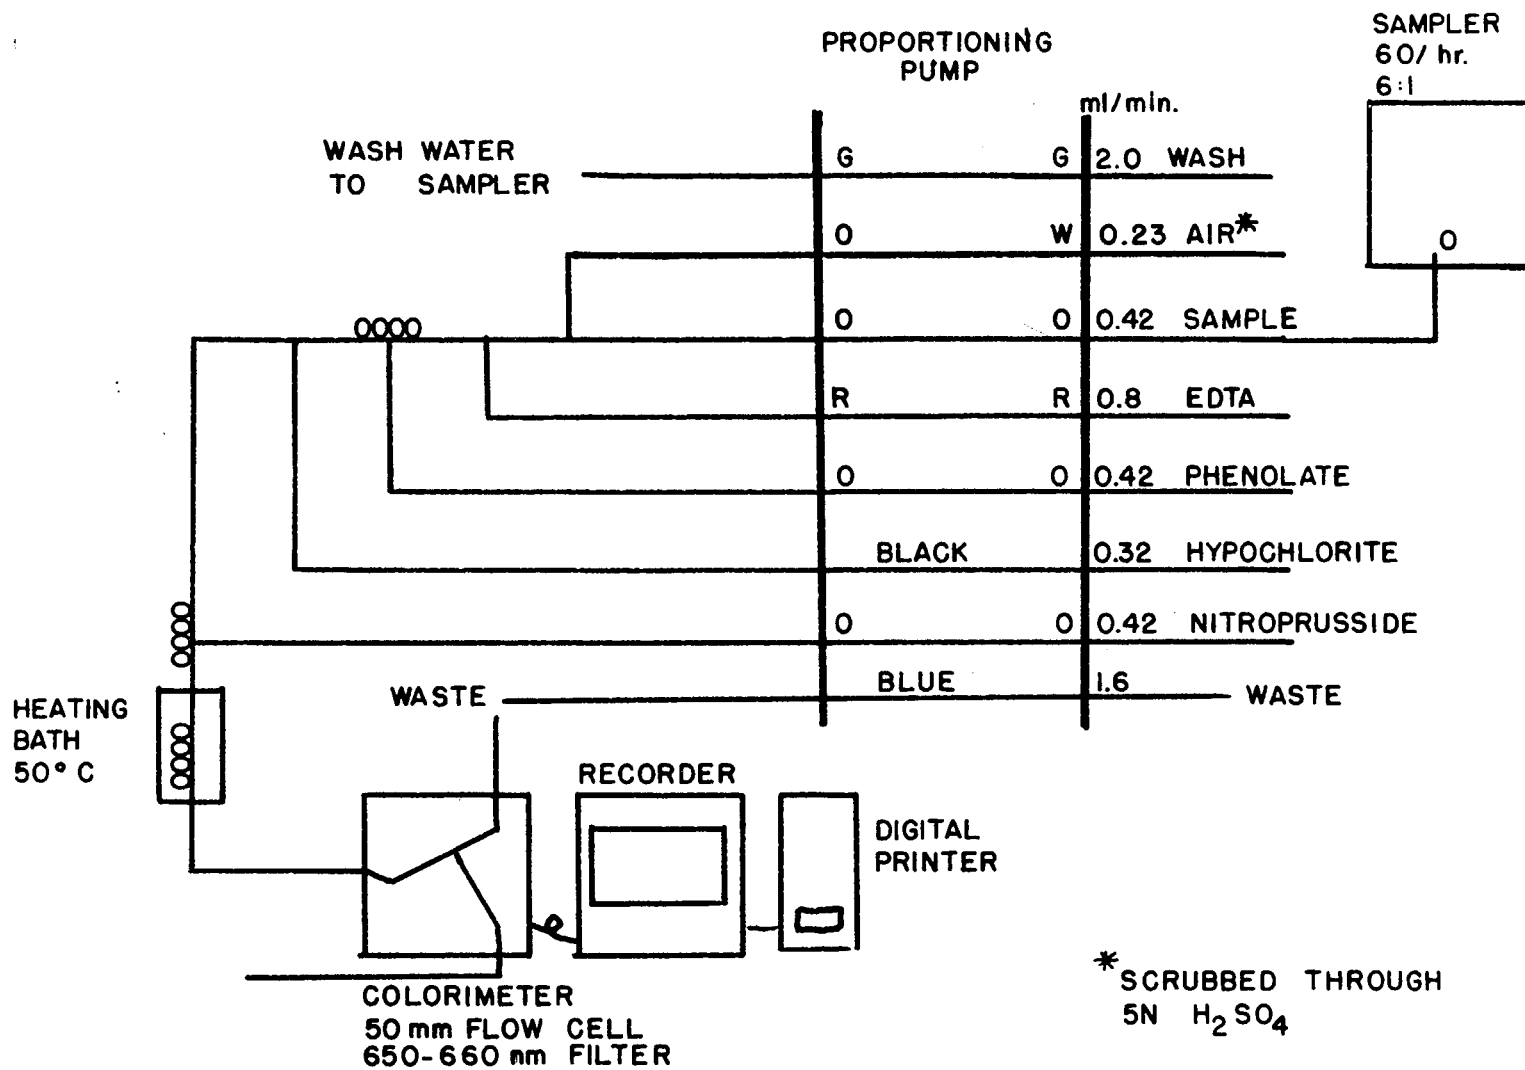 PROPORTIONING
PUMP
SAMPLER
60/ hr.
6:1
ml/min.
WASH WATER
TO SAMPLER
G G 2.0 WASH
O W 0.23 AIR*
O
O O 0.42 SAMPLE
R R 0.8 EDTA
O O 0.42 PHENOLATE
BLACK 0.32 HYPOCHLORITE
O O 0.42 NITROPRUSSIDE
WASTE BLUE 1.6 WASTE
HEATING
BATH
50° C
RECORDER
DIGITAL
PRINTER
COLORIMETER
50 mm FLOW CELL
650-660 nm FILTER
*SCRUBBED THROUGH
5N H₂SO₄